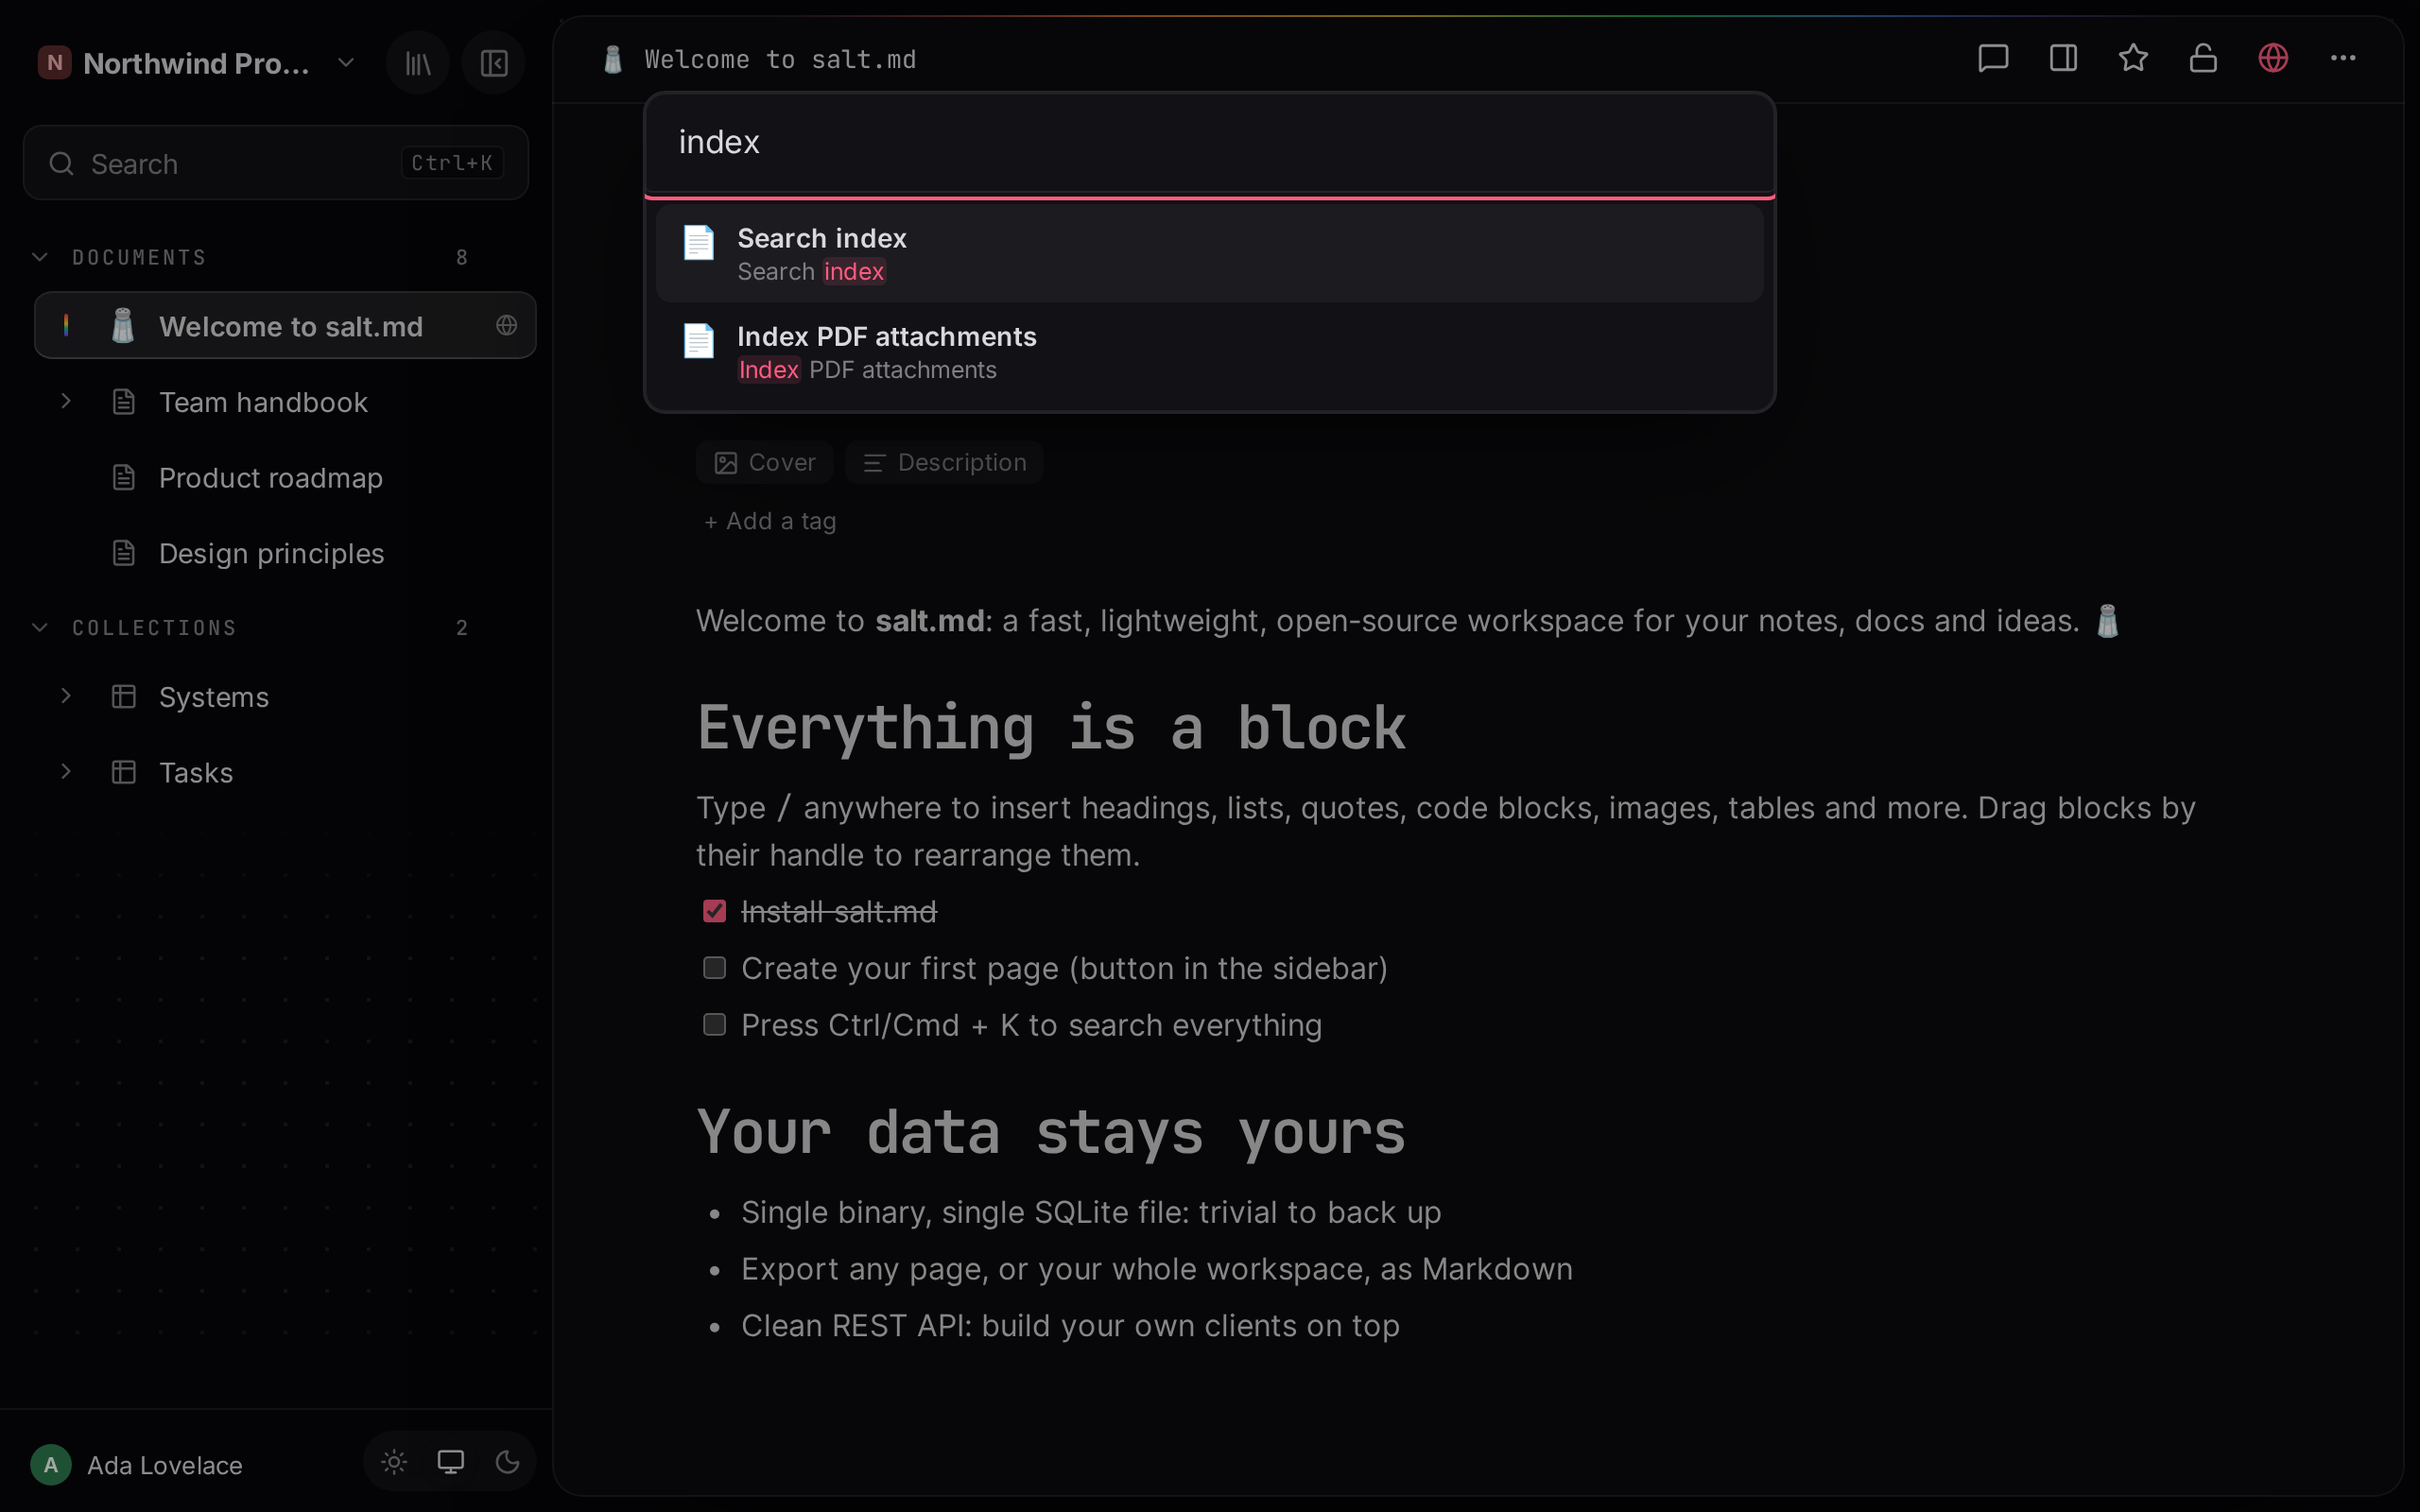 N Northwind Pro...
Search Ctrl+K
DOCUMENTS 8
Welcome to salt.md
Team handbook
Product roadmap
Design principles
COLLECTIONS 2
Systems
Tasks
A Ada Lovelace
Welcome to salt.md
index
Search index
Search index
Index PDF attachments
Index PDF attachments
Cover Description
+ Add a tag
Welcome to salt.md: a fast, lightweight, open-source workspace for your notes, docs and ideas.
Everything is a block
Type / anywhere to insert headings, lists, quotes, code blocks, images, tables and more. Drag blocks by
their handle to rearrange them.
Install salt.md
Create your first page (button in the sidebar)
Press Ctrl/Cmd + K to search everything
Your data stays yours
• Single binary, single SQLite file: trivial to back up
• Export any page, or your whole workspace, as Markdown
• Clean REST API: build your own clients on top